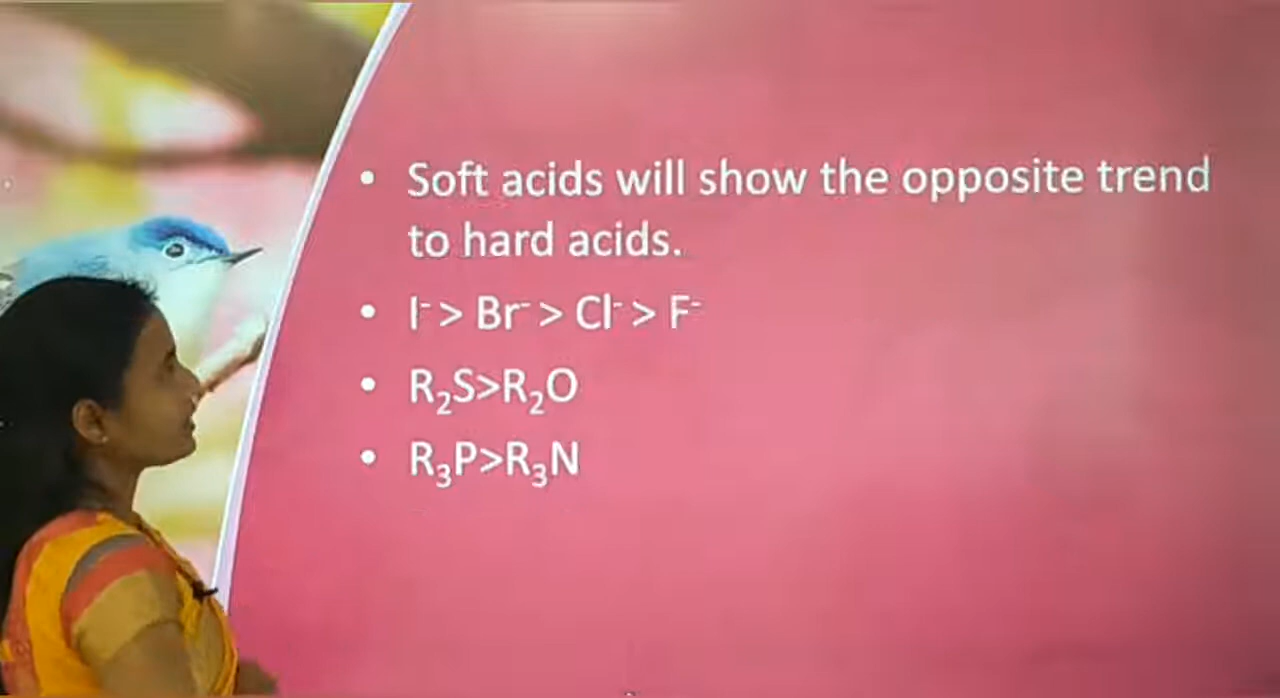 • Soft acids will show the opposite trend
to hard acids.
• I⁻ > Br⁻ > Cl⁻ > F⁻
• R₂S>R₂O
• R₃P>R₃N